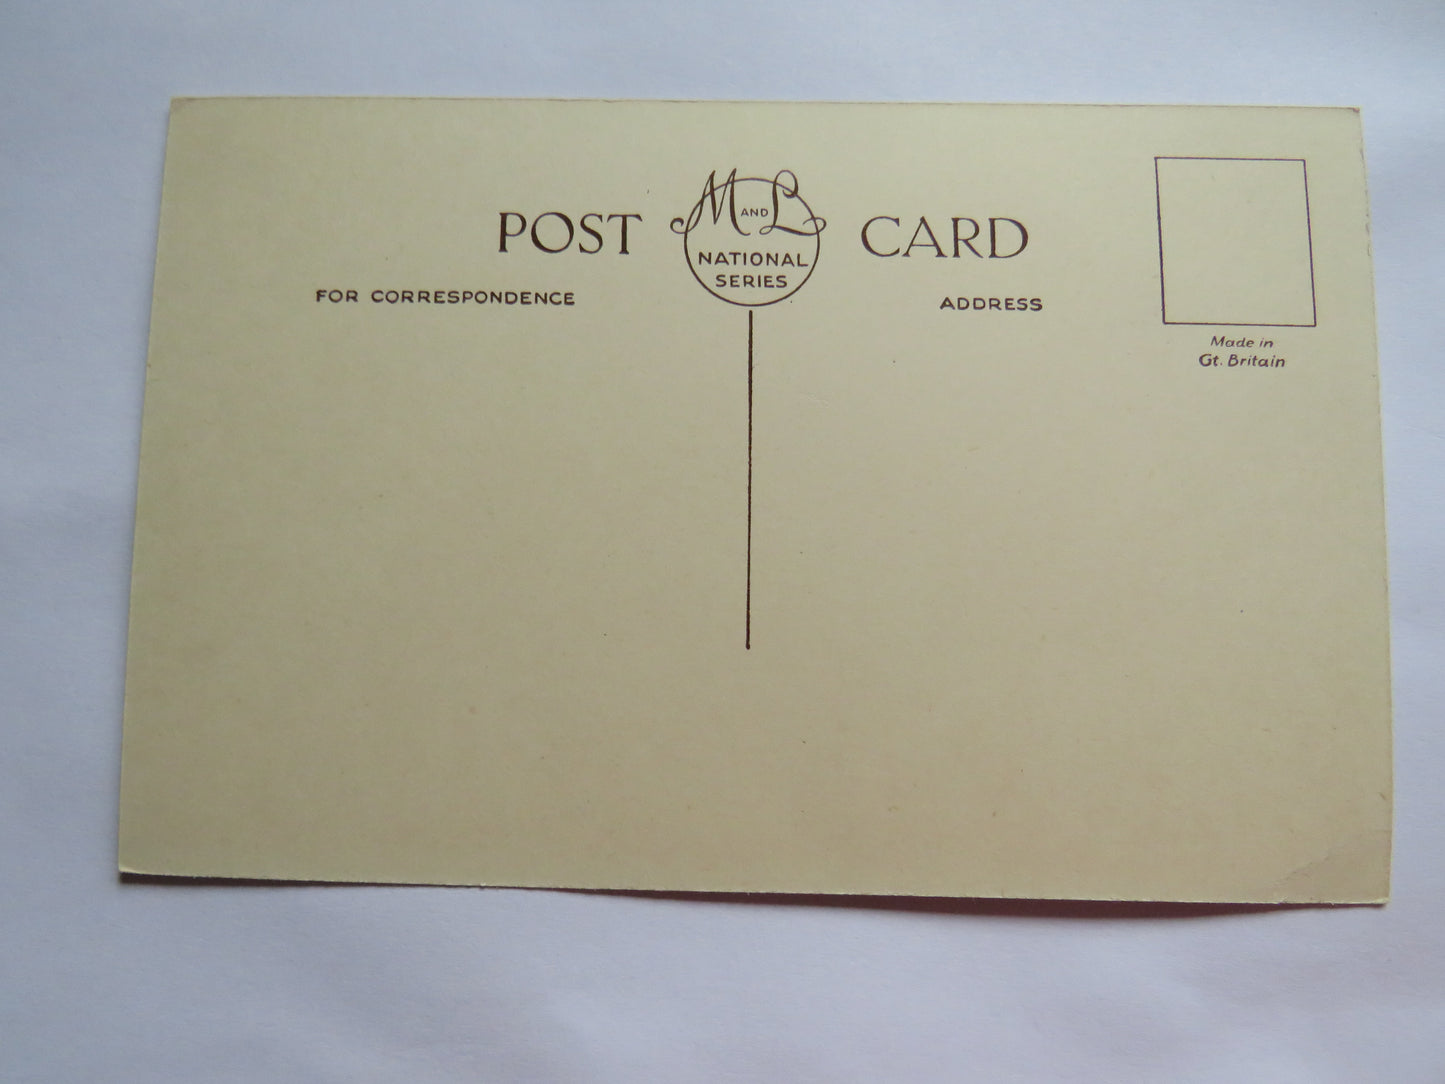 POST M AND L CARD
NATIONAL
SERIES
FOR CORRESPONDENCE ADDRESS
Made in
Gt. Britain